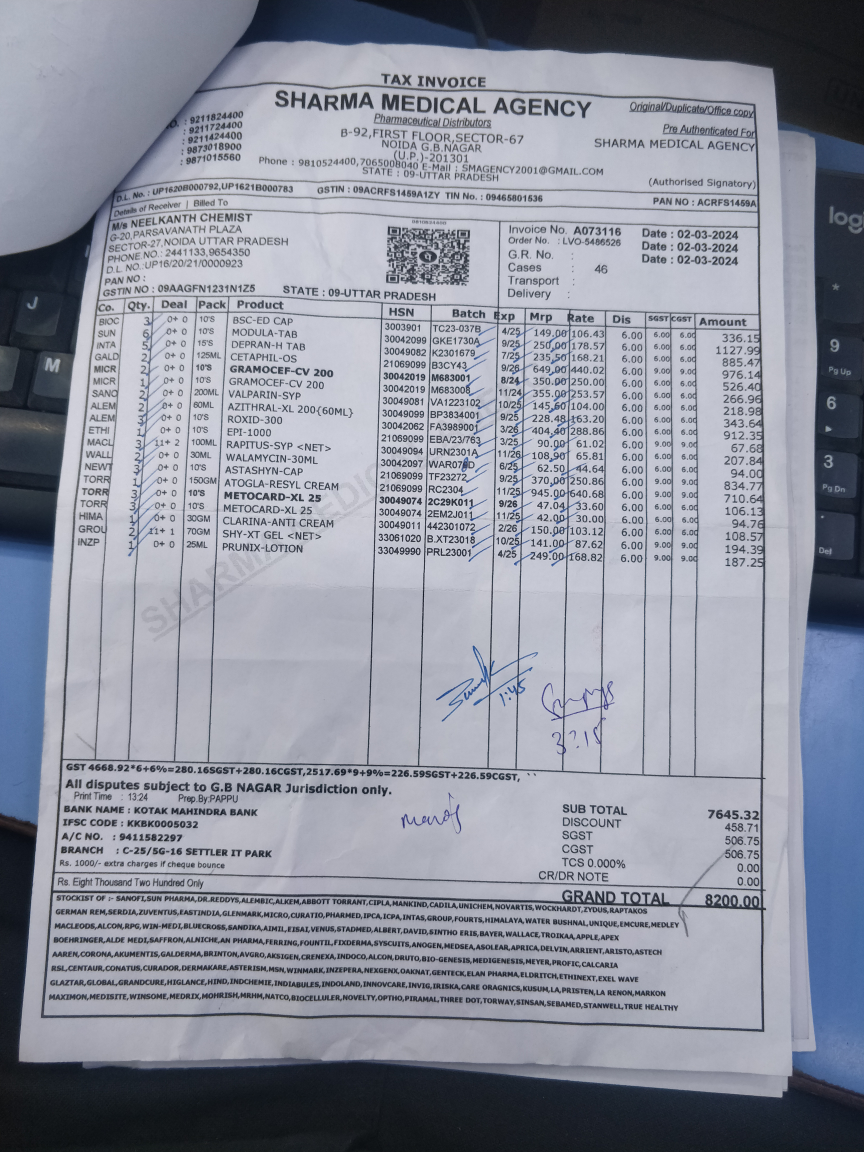 TAX INVOICE
SHARMA MEDICAL AGENCY
Original/Duplicate/Office copy
Pharmaceutical Distributors
Pre Authenticated For
B-92,FIRST FLOOR,SECTOR-67
SHARMA MEDICAL AGENCY
NOIDA G.B.NAGAR
(U.P.)-201301
: 9211824400
: 9211724400
: 9211424400
: 9873018900
: 9871015560
Phone : 9810524400,7065008040 E-Mail : SMAGENCY2001@GMAIL.COM
STATE : 09-UTTAR PRADESH
(Authorised Signatory)
D.L. No. : UP1620B000792,UP1621B000783 GSTIN : 09ACRFS1459A1ZY TIN No. : 09465801536 PAN NO : ACRFS1459A
Details of Receiver | Billed To
M/s NEELKANTH CHEMIST
G-20,PARSAVANATH PLAZA
SECTOR-27,NOIDA UTTAR PRADESH
PHONE NO.: 2441133,9654350
D.L. NO.:UP16/20/21/0000923
PAN NO :
GSTIN NO : 09AAGFN1231N1Z5 STATE : 09-UTTAR PRADESH
9810524400
Invoice No. A073116 Date : 02-03-2024
Order No. : LVO-5486526 Date : 02-03-2024
G.R. No. : Date : 02-03-2024
Cases : 46
Transport :
Delivery :
Co. Qty. Deal Pack Product HSN Batch Exp Mrp Rate Dis SGST CGST Amount
BIOC 3 0+ 0 10'S BSC-ED CAP 3003901 TC23-037B 4/25 149.00 106.43 6.00 6.00 6.00 336.15
SUN 6 0+ 0 10'S MODULA-TAB 30042099 GKE1730A 9/25 250.00 178.57 6.00 6.00 6.00 1127.99
INTA 5 0+ 0 15'S DEPRAN-H TAB 30049082 K2301679 7/25 235.50 168.21 6.00 6.00 6.00 885.47
GALD 2 0+ 0 125ML CETAPHIL-OS 21069099 B3CY43 9/26 649.00 440.02 6.00 9.00 9.00 976.14
MICR 2 0+ 0 10'S GRAMOCEF-CV 200 30042019 M683001 8/24 350.00 250.00 6.00 6.00 6.00 526.40
MICR 1 0+ 0 10'S GRAMOCEF-CV 200 30042019 M683008 11/24 355.00 253.57 6.00 6.00 6.00 266.96
SANO 2 0+ 0 200ML VALPARIN-SYP 30049081 VA1223102 10/25 145.60 104.00 6.00 6.00 6.00 218.98
ALEM 2 0+ 0 60ML AZITHRAL-XL 200{60ML} 30049099 BP3834001 9/25 228.48 163.20 6.00 6.00 6.00 343.64
ALEM 3 0+ 0 10'S ROXID-300 30042062 FA3989001 3/26 404.40 288.86 6.00 6.00 6.00 912.35
ETHI 1 0+ 0 10'S EPI-1000 21069099 EBA/23/763 3/25 90.00 61.02 6.00 9.00 9.00 67.68
MACL 3 11+ 2 100ML RAPITUS-SYP <NET> 30049094 URN2301A 11/26 108.90 65.81 6.00 6.00 6.00 207.84
WALL 2 0+ 0 30ML WALAMYCIN-30ML 30042097 6/25 62.50 44.64 6.00 6.00 6.00 94.00
NEWT 3 0+ 0 10'S ASTASHYN-CAP 21069099 TF23272 9/25 370.00 250.86 6.00 9.00 9.00 834.77
TORR 1 0+ 0 150GM ATOGLA-RESYL CREAM 21069099 RC2304 11/25 945.00 640.68 6.00 9.00 9.00 710.64
TORR 3 0+ 0 10'S METOCARD-XL 25 30049074 2C29K011 9/26 47.04 33.60 6.00 6.00 6.00 106.13
TORR 3 0+ 0 10'S METOCARD-XL 25 30049074 2EM2J011 11/25 42.00 30.00 6.00 6.00 6.00 94.76
HIMA 1 0+ 0 30GM CLARINA-ANTI CREAM 30049011 442301072 2/26 150.00 103.12 6.00 6.00 6.00 108.57
GROU 2 11+ 1 70GM SHY-XT GEL <NET> 33061020 B.XT23018 10/25 141.00 87.62 6.00 9.00 9.00 194.39
INZP 1 0+ 0 25ML PRUNIX-LOTION 33049990 PRL23001 4/25 249.00 168.82 6.00 9.00 9.00 187.25
1:45
3:15
GST 4668.92*6+6%=280.16SGST+280.16CGST,2517.69*9+9%=226.59SGST+226.59CGST,
All disputes subject to G.B NAGAR Jurisdiction only.
Print Time : 13:24 Prep.By:PAPPU
BANK NAME : KOTAK MAHINDRA BANK
IFSC CODE : KKBK0005032
A/C NO. : 9411582297
BRANCH : C-25/5G-16 SETTLER IT PARK
Rs. 1000/- extra charges if cheque bounce
Manoj
SUB TOTAL 7645.32
DISCOUNT 458.71
SGST 506.75
CGST 506.75
TCS 0.000% 0.00
CR/DR NOTE 0.00
Rs. Eight Thousand Two Hundred Only
GRAND TOTAL 8200.00
STOCKIST OF :- SANOFI,SUN PHARMA,DR.REDDYS,ALEMBIC,ALKEM,ABBOTT TORRANT,CIPLA,MANKIND,CADILA,UNICHEM,NOVARTIS,WOCKHARDT,ZYDUS,RAPTAKOS
GERMAN REM,SERDIA,ZUVENTUS,EASTINDIA,GLENMARK,MICRO,CURATIO,PHARMED,IPCA,IPCA,INTAS,GROUP,FOURTS,HIMALAYA,WATER BUSHNAL,UNIQUE,EMCURE,MEDLEY
MACLEODS,ALCON,RPG,WIN-MEDI,BLUECROSS,SANDIKA,AIMIL,EISAI,VENUS,STADMED,ALBERT,DAVID,SINTHO ERIS,BAYER,WALLACE,TROIKAA,APPLE,APEX
BOEHRINGER,ALDE MEDI,SAFFRON,ALNICHE,AN PHARMA,FERRING,FOUNTIL,FIXDERMA,SYSCUITS,ANOGEN,MEDSEA,ASOLEAR,APRICA,DELVIN,ARRIENT,ARISTO,ASTECH
AAREN,CORONA,AKUMENTIS,GALDERMA,BRINTON,AVGRO,AKSIGEN,CRENEXA,INDOCO,ALCON,DRUTO,BIO-GENESIS,MEDIGENESIS,MEYER,PROFIC,CALCARIA
RSL,CENTAUR,CONATUS,CURADOR,DERMAKARE,ASTERISM,MSN,WINMARK,INZEPERA,NEXGENX,OAKNAT,GENTECK,ELAN PHARMA,ELDRITCH,ETHINEXT,EXEL WAVE
GLAZTAR,GLOBAL,GRANDCURE,HIGLANCE,HIND,INDCHEMIE,INDIABULES,INDOLAND,INNOVCARE,INVIG,IRISKA,CARE ORAGNICS,KUSUM,LA,PRISTEN,LA RENON,MARKON
MAXIMON,MEDISITE,WINSOME,MEDRIX,MOHRISH,MRHM,NATCO,BIOCELLULER,NOVELTY,OPTHO,PIRAMAL,THREE DOT,TORWAY,SINSAN,SEBAMED,STANWELL,TRUE HEALTHY
J
M
*
9
Pg Up
6
3
Pg Dn
Del